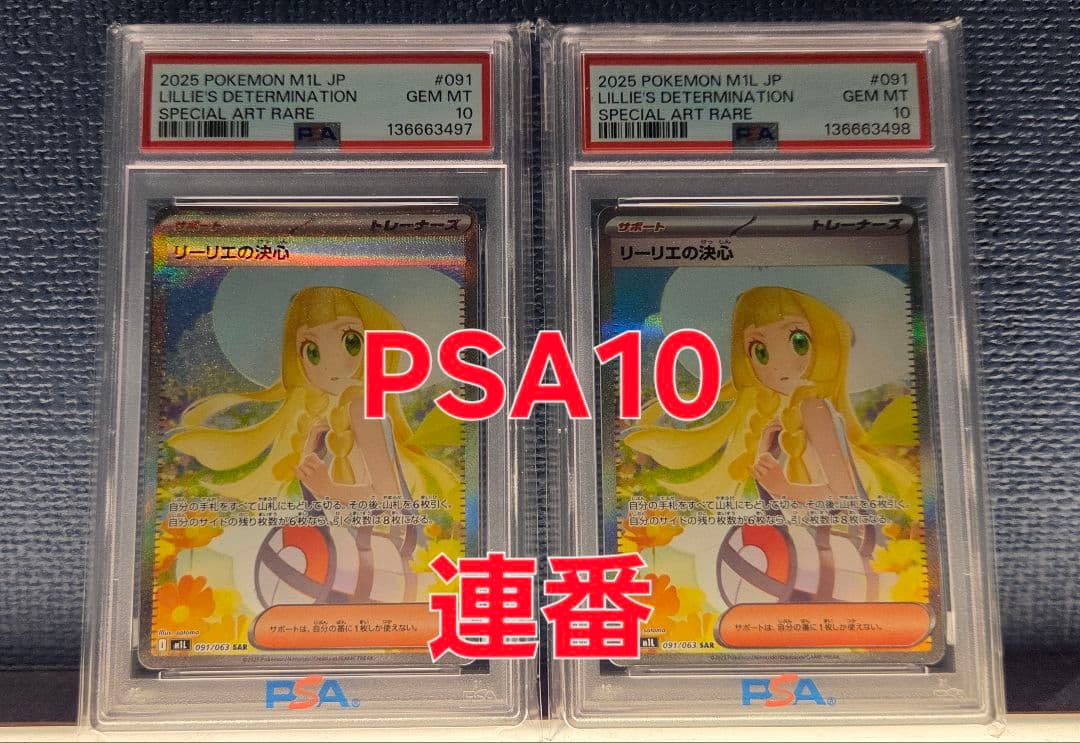 2025 POKEMON M1L JP #091
LILLIE'S DETERMINATION GEM MT
SPECIAL ART RARE 10
PSA 136663497
サポート トレーナーズ
リーリエの決心
自分の手札をすべて山札にもどして切る。その後、山札を6枚引く。
自分のサイドの残り枚数が6枚なら、引く枚数は8枚になる。
サポートは、自分の番に1枚しか使えない。
Illus. satoma
M1L 091/063 SAR
PSA
2025 POKEMON M1L JP #091
LILLIE'S DETERMINATION GEM MT
SPECIAL ART RARE 10
PSA 136663498
サポート トレーナーズ
リーリエの決心
自分の手札をすべて山札にもどして切る。その後、山札を6枚引く。
自分のサイドの残り枚数が6枚なら、引く枚数は8枚になる。
サポートは、自分の番に1枚しか使えない。
satoma
M1L 091/063 SAR
PSA
PSA10
連番